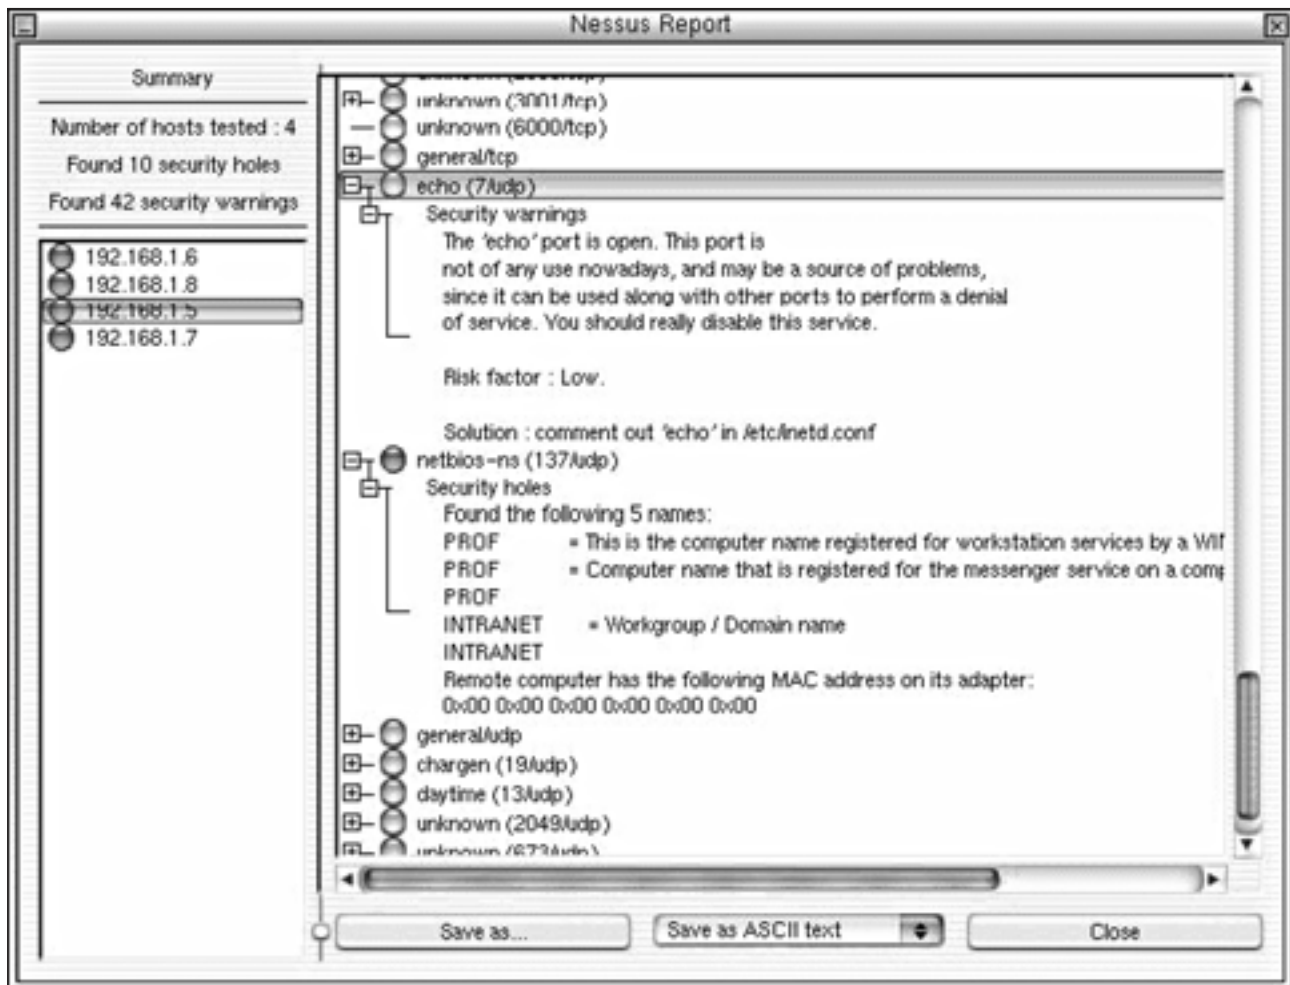 Nessus Report
Summary
Number of hosts tested : 4
Found 10 security holes
Found 42 security warnings
192.168.1.6
192.168.1.8
192.168.1.5
192.168.1.7
unknown (3001/tcp)
unknown (6000/tcp)
general/tcp
echo (7/udp)
Security warnings
The 'echo' port is open. This port is
not of any use nowadays, and may be a source of problems,
since it can be used along with other ports to perform a denial
of service. You should really disable this service.
Risk factor : Low.
Solution : comment out 'echo' in /etc/inetd.conf
netbios-ns (137/udp)
Security holes
Found the following 5 names:
PROF = This is the computer name registered for workstation services by a WI
PROF = Computer name that is registered for the messenger service on a comp
PROF
INTRANET = Workgroup / Domain name
INTRANET
Remote computer has the following MAC address on its adapter:
0x00 0x00 0x00 0x00 0x00 0x00
general/udp
chargen (19/udp)
daytime (13/udp)
unknown (2049/udp)
unknown (673/udp)
Save as...
Save as ASCII text
Close